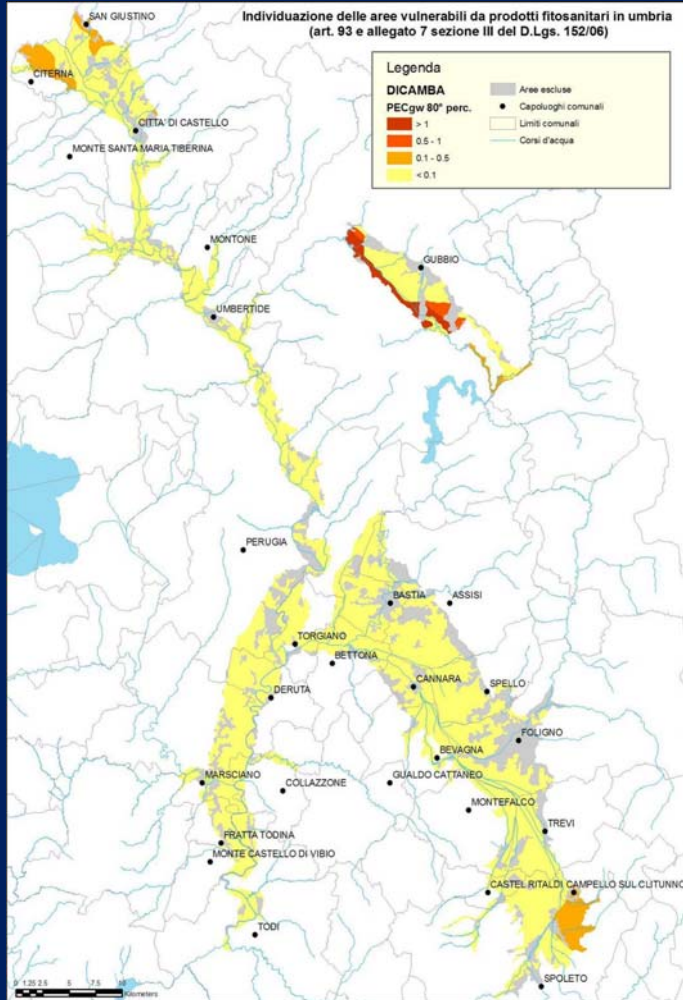 Individuazione delle aree vulnerabili da prodotti fitosanitari in umbria
(art. 93 e allegato 7 sezione III del D.Lgs. 152/06)
Legenda
DICAMBA
PECgw 80° perc.
> 1
0.5 - 1
0.1 - 0.5
< 0.1
Aree escluse
Capoluoghi comunali
Limiti comunali
Corsi d'acqua
SAN GIUSTINO
CITERNA
CITTA' DI CASTELLO
MONTE SANTA MARIA TIBERINA
MONTONE
GUBBIO
UMBERTIDE
PERUGIA
BASTIA
ASSISI
TORGIANO
BETTONA
CANNARA
SPELLO
DERUTA
FOLIGNO
BEVAGNA
MARSCIANO
COLLAZZONE
GUALDO CATTANEO
MONTEFALCO
TREVI
FRATTA TODINA
MONTE CASTELLO DI VIBIO
CASTEL RITALDI CAMPELLO SUL CLITUNNO
TODI
SPOLETO
0 1.25 2.5 5 7.5 10
Kilometers